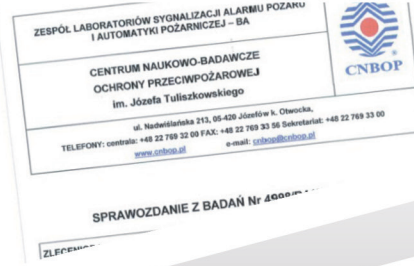 ZESPÓŁ LABORATORIÓW SYGNALIZACJI ALARMU POŻARU
I AUTOMATYKI POŻARNICZEJ – BA
CENTRUM NAUKOWO-BADAWCZE
OCHRONY PRZECIWPOŻAROWEJ
im. Józefa Tuliszkowskiego
CNBOP
ul. Nadwiślańska 213, 05-420 Józefów k. Otwocka,
TELEFONY: centrala: +48 22 769 32 00 FAX: +48 22 769 33 56 Sekretariat: +48 22 769 33 00
www.cnbop.pl e-mail: cnbop@cnbop.pl
SPRAWOZDANIE Z BADAŃ Nr